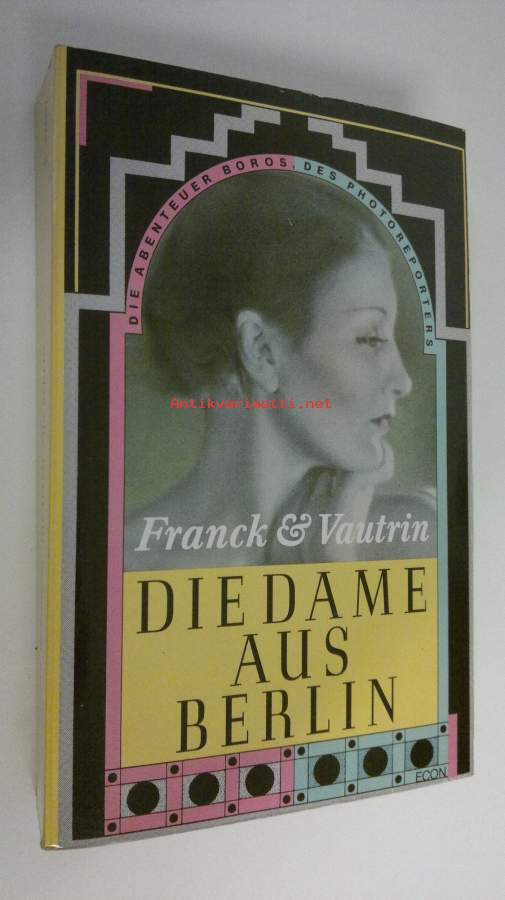 DIE ABENTEUER BOROS, DES PHOTOREPORTERS
Antikvariaatti.net
Franck & Vautrin
DIE DAME
AUS
BERLIN
ECON